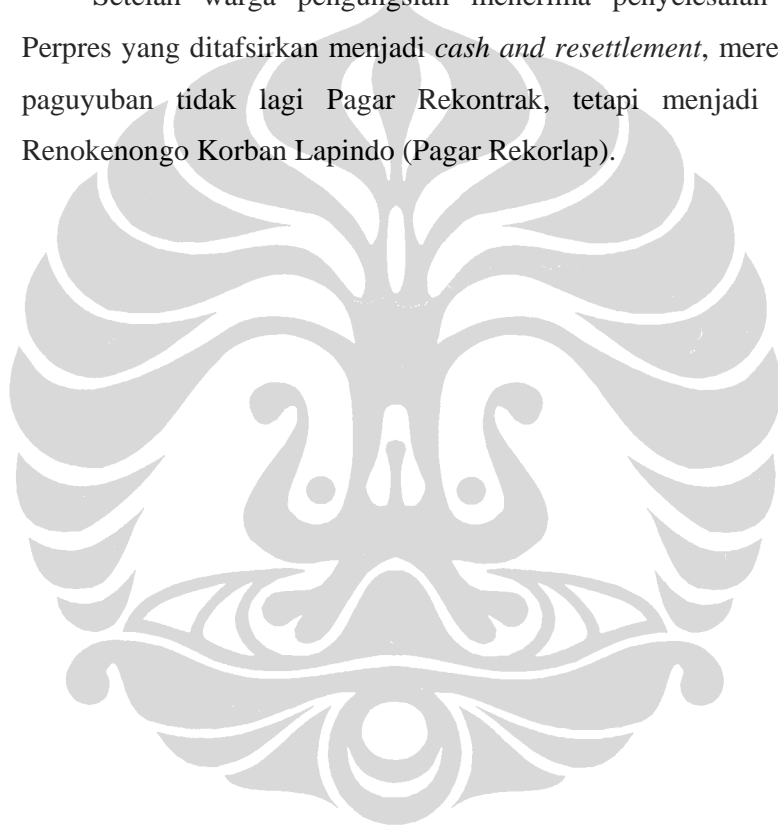 Setelah warga pengungsian menerima penyelesaian
Perpres yang ditafsirkan menjadi cash and resettlement, mere
paguyuban tidak lagi Pagar Rekontrak, tetapi menjadi
Renokenongo Korban Lapindo (Pagar Rekorlap).